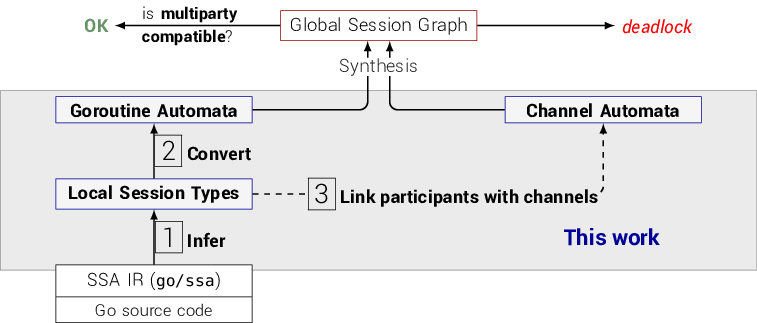 is multiparty
OK
compatible?
Global Session Graph
deadlock
Synthesis
Goroutine Automata
Channel Automata
2 Convert
Local Session Types
3 Link participants with channels
1 Infer
This work
SSA IR (go/ssa)
Go source code